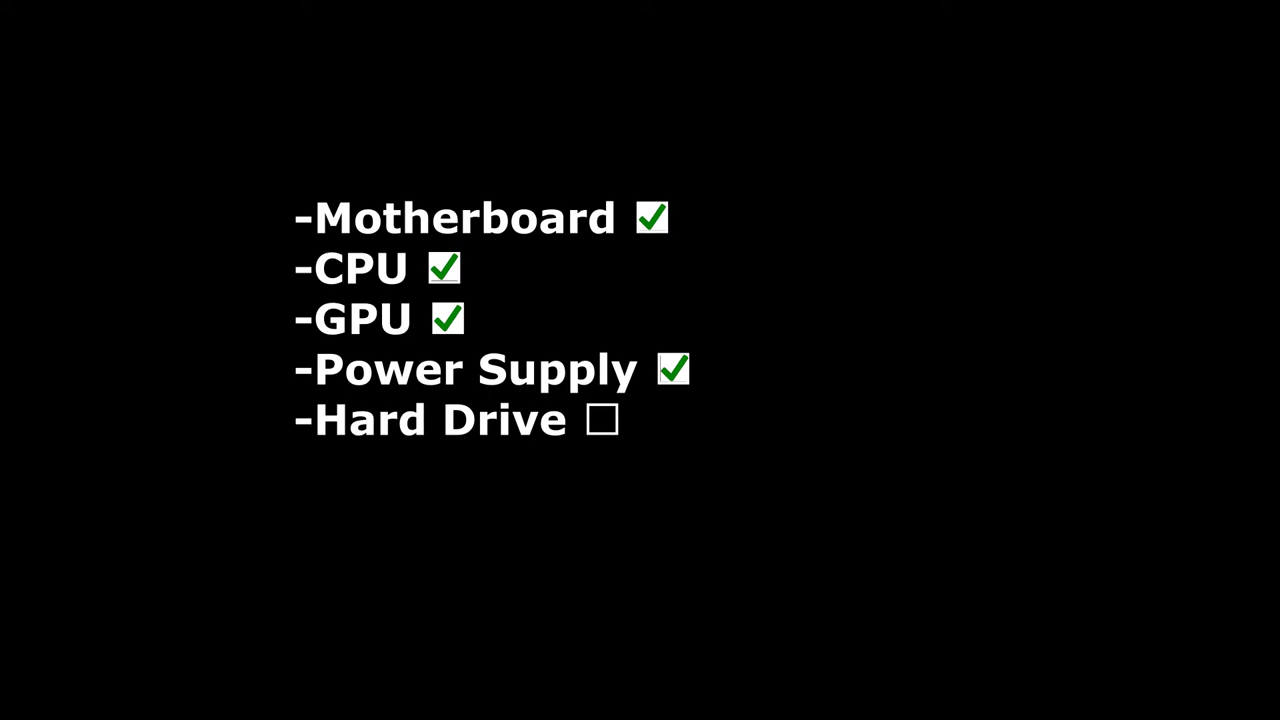 -Motherboard ✅
-CPU ✅
-GPU ✅
-Power Supply ✅
-Hard Drive ☐